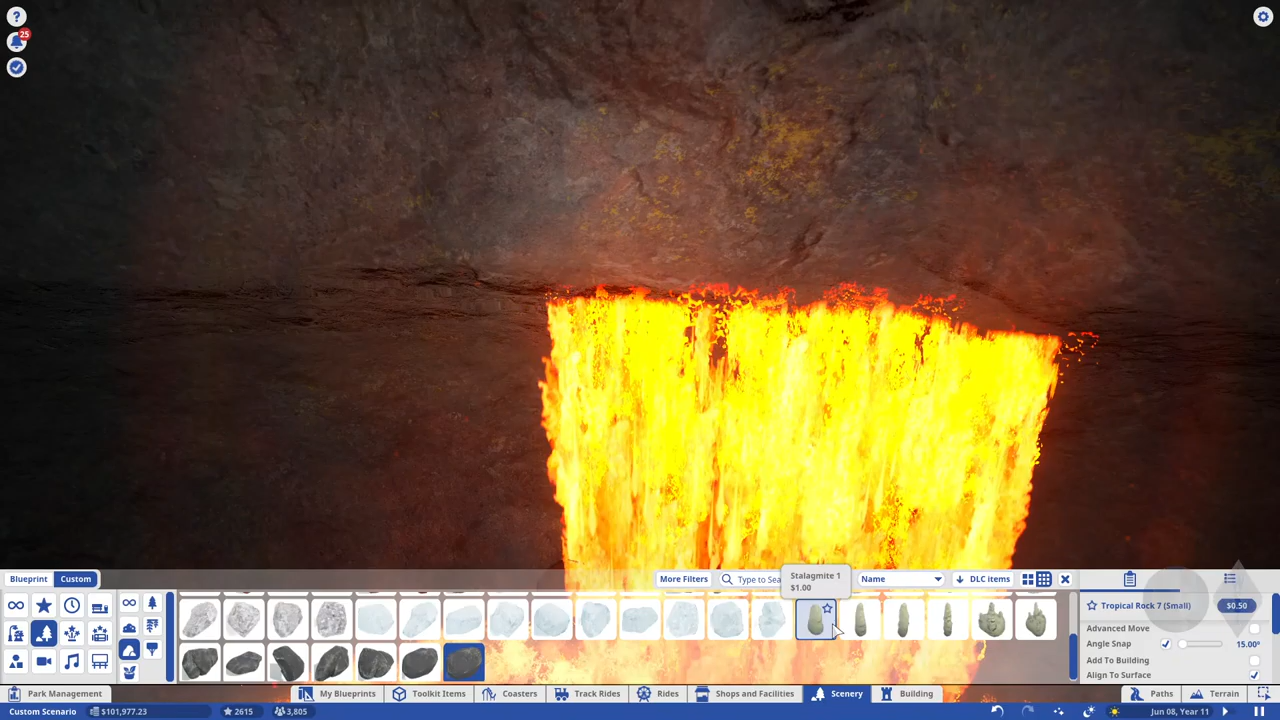 ?
25
Blueprint
Custom
More Filters
Type to Sea
Stalagmite 1
$1.00
Name
DLC items
Tropical Rock 7 (Small)
$0.50
Advanced Move
Angle Snap
15.00°
Add To Building
Align To Surface
Park Management
My Blueprints
Toolkit Items
Coasters
Track Rides
Rides
Shops and Facilities
Scenery
Building
Paths
Terrain
Custom Scenario
$101,977.23
2615
3,805
Jun 08, Year 11